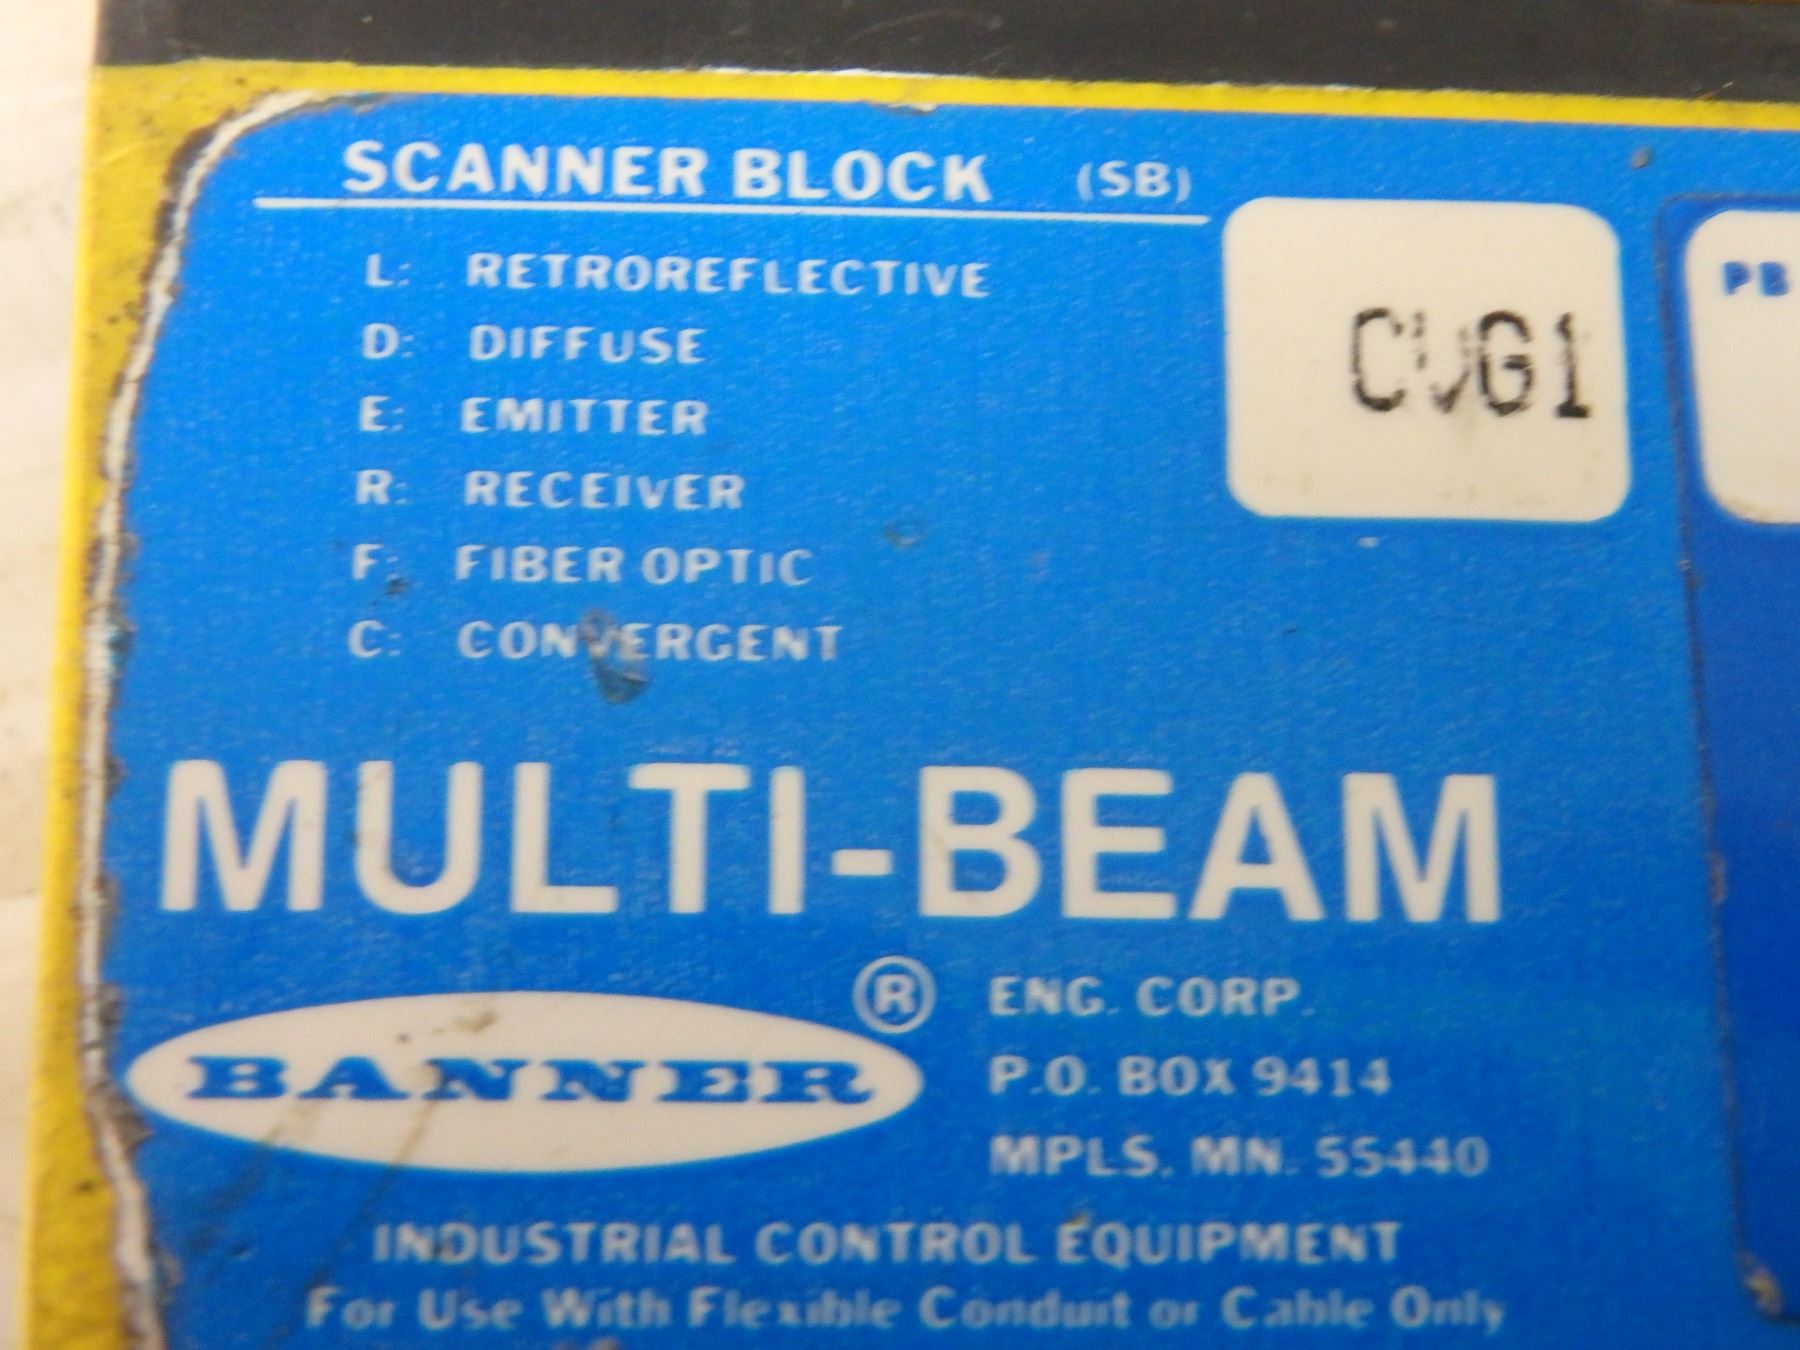 SCANNER BLOCK (SB)
L: RETROREFLECTIVE
D: DIFFUSE
E: EMITTER
R: RECEIVER
F: FIBER OPTIC
C: CONVERGENT
CVG1
PB
MULTI-BEAM
BANNER ® ENG. CORP.
P.O. BOX 9414
MPLS. MN. 55440
INDUSTRIAL CONTROL EQUIPMENT
For Use With Flexible Conduit or Cable Only